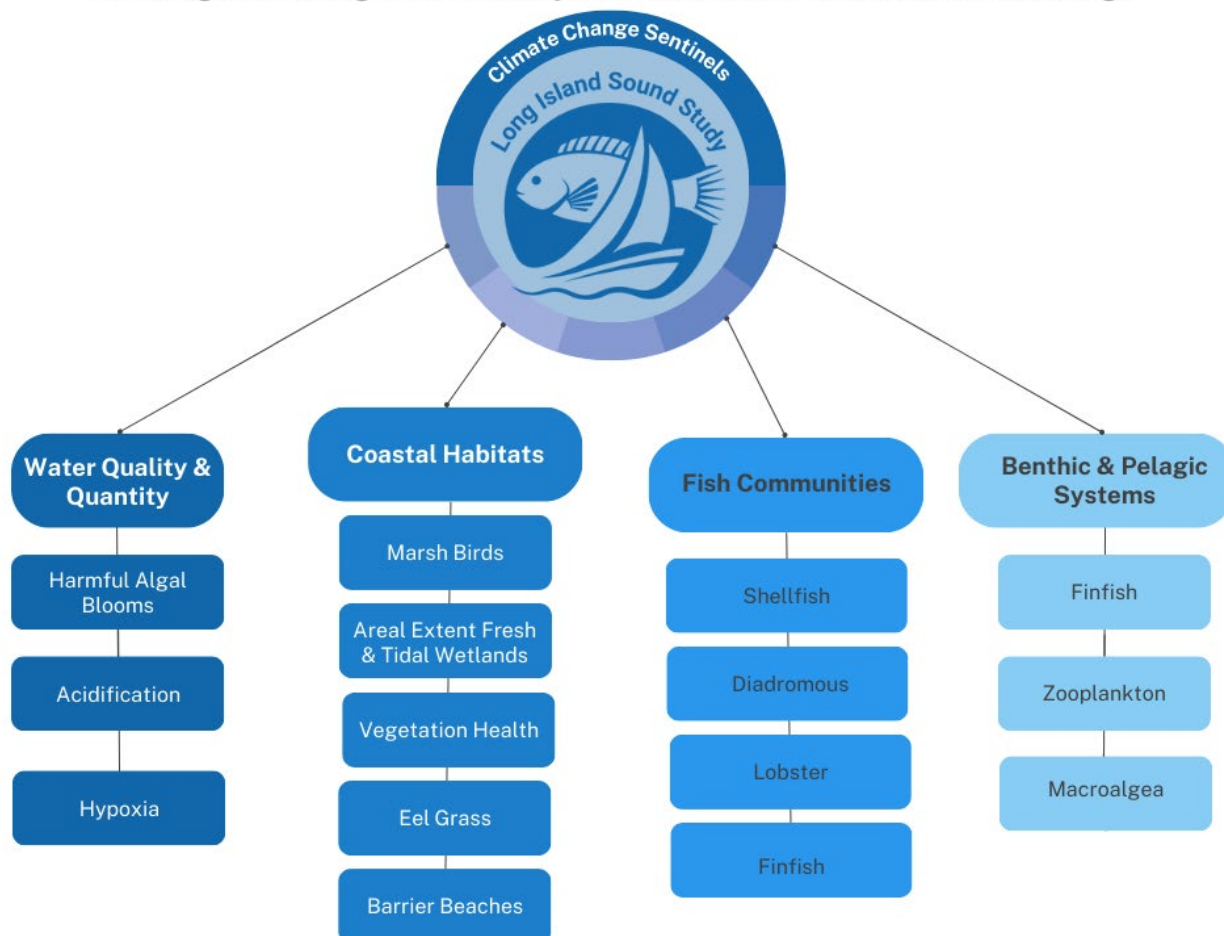 Climate Change Sentinels
Long Island Sound Study
Water Quality &
Quantity
Harmful Algal
Blooms
Acidification
Hypoxia
Coastal Habitats
Marsh Birds
Areal Extent Fresh
& Tidal Wetlands
Vegetation Health
Eel Grass
Barrier Beaches
Fish Communities
Shellfish
Diadromous
Lobster
Finfish
Benthic & Pelagic
Systems
Finfish
Zooplankton
Macroalgea